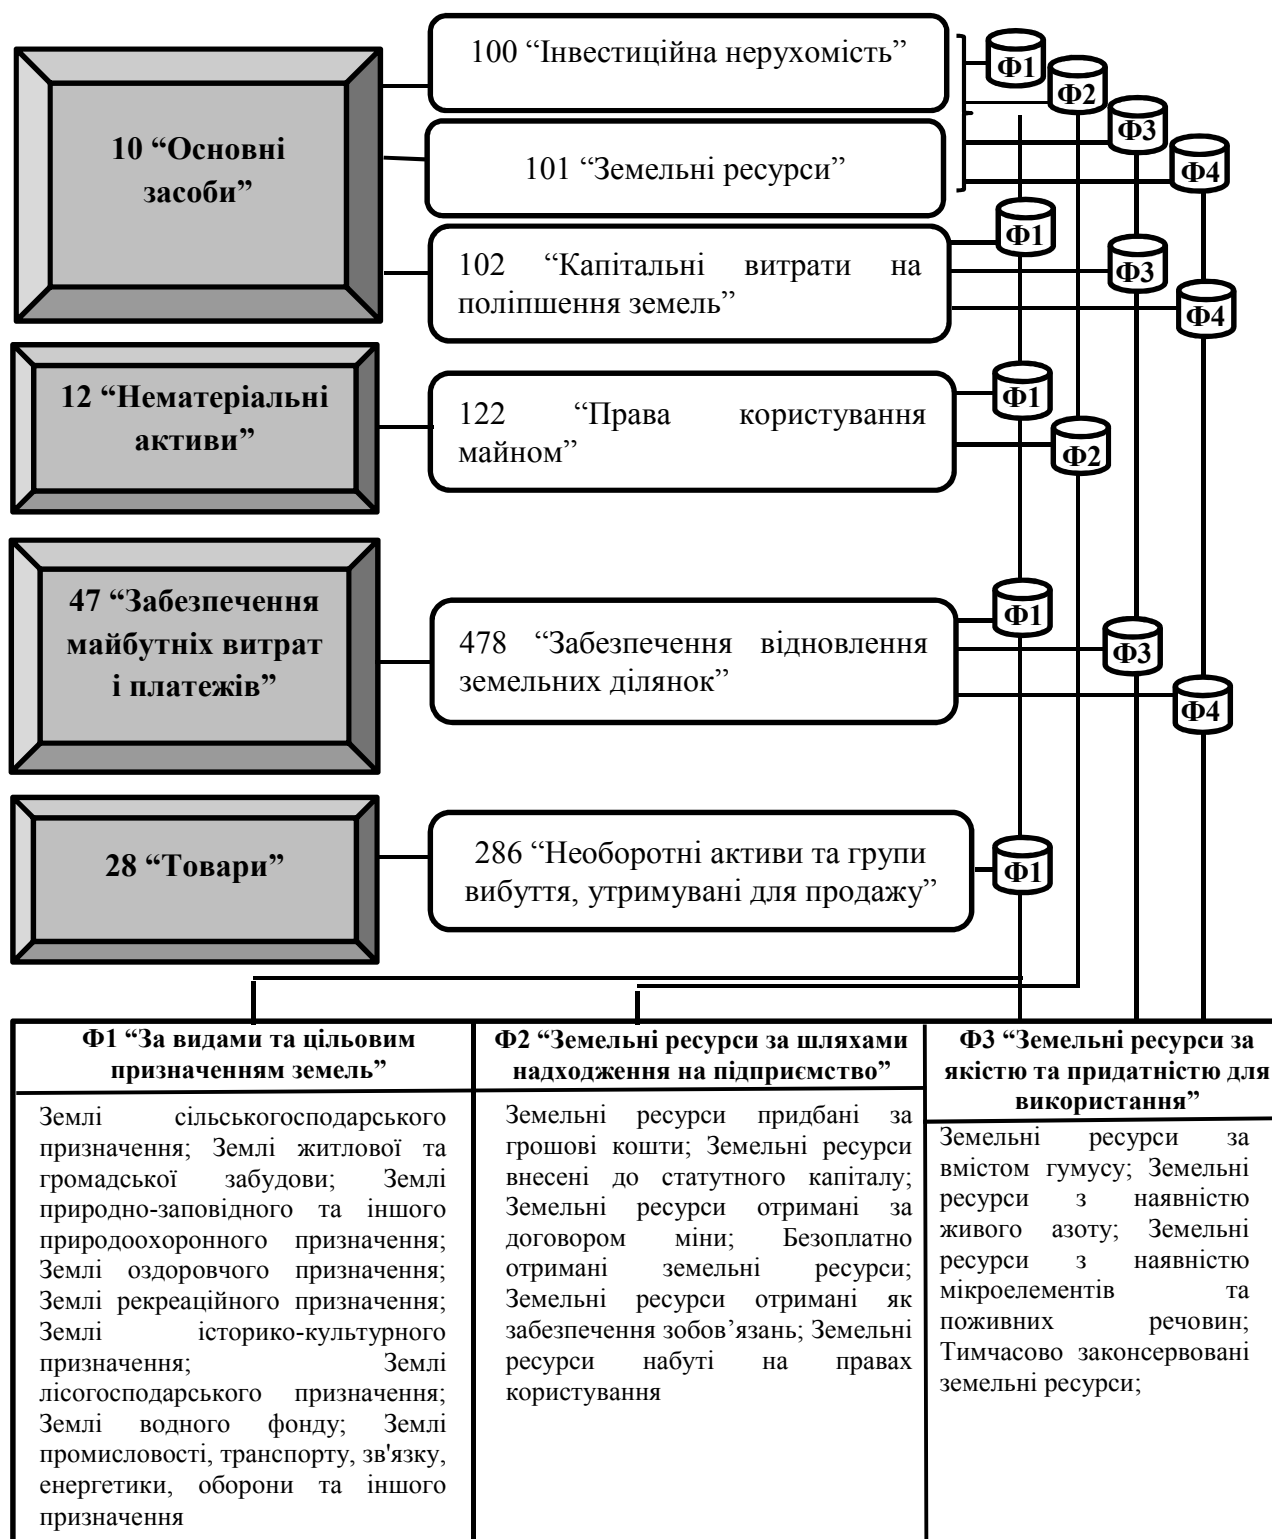 100 “Інвестиційна нерухомість”
Ф1
Ф2
10 “Основні
засоби”
101 “Земельні ресурси”
Ф3
Ф4
102 “Капітальні витрати на
поліпшення земель”
Ф1
Ф3
Ф4
12 “Нематеріальні
активи”
122 “Права користування
майном”
Ф1
Ф2
47 “Забезпечення
майбутніх витрат
і платежів”
478 “Забезпечення відновлення
земельних ділянок”
Ф1
Ф3
Ф4
28 “Товари”
286 “Необоротні активи та групи
вибуття, утримувані для продажу”
Ф1
Ф1 “За видами та цільовим
призначенням земель”
Землі сільськогосподарського
призначення; Землі житлової та
громадської забудови; Землі
природно-заповідного та іншого
природоохоронного призначення;
Землі оздоровчого призначення;
Землі рекреаційного призначення;
Землі історико-культурного
призначення; Землі
лісогосподарського призначення;
Землі водного фонду; Землі
промисловості, транспорту, зв'язку,
енергетики, оборони та іншого
призначення
Ф2 “Земельні ресурси за шляхами
надходження на підприємство”
Земельні ресурси придбані за
грошові кошти; Земельні ресурси
внесені до статутного капіталу;
Земельні ресурси отримані за
договором міни; Безоплатно
отримані земельні ресурси;
Земельні ресурси отримані як
забезпечення зобов’язань; Земельні
ресурси набуті на правах
користування
Ф3 “Земельні ресурси за
якістю та придатністю для
використання”
Земельні ресурси за
вмістом гумусу; Земельні
ресурси з наявністю
живого азоту; Земельні
ресурси з наявністю
мікроелементів та
поживних речовин;
Тимчасово законсервовані
земельні ресурси;